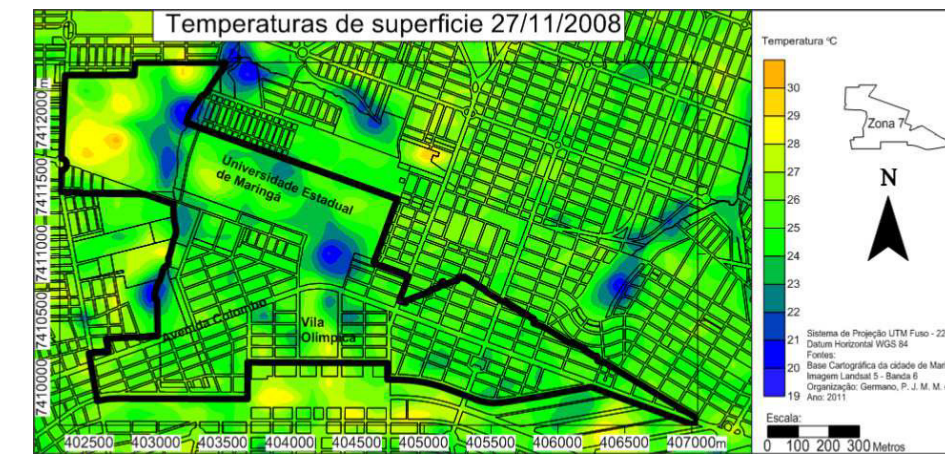 Temperaturas de superficie 27/11/2008
7412000 m
7411500
7411000
7410500
7410000
Universidade Estadual
de Maringá
Avenida Colombo
Vila
Olímpica
402500 403000 403500 404000 404500 405000 405500 406000 406500 407000m
Temperatura ºC
30
29
28
27
26
25
24
23
22
21
20
19
Zona 7
N
Sistema de Projeção UTM Fuso - 22
Datum Horizontal WGS 84
Fontes:
Base Cartográfica da cidade de Mari
Imagem Landsat 5 - Banda 6
Organização: Germano, P. J. M. M.
Ano: 2011
Escala:
0 100 200 300 Metros